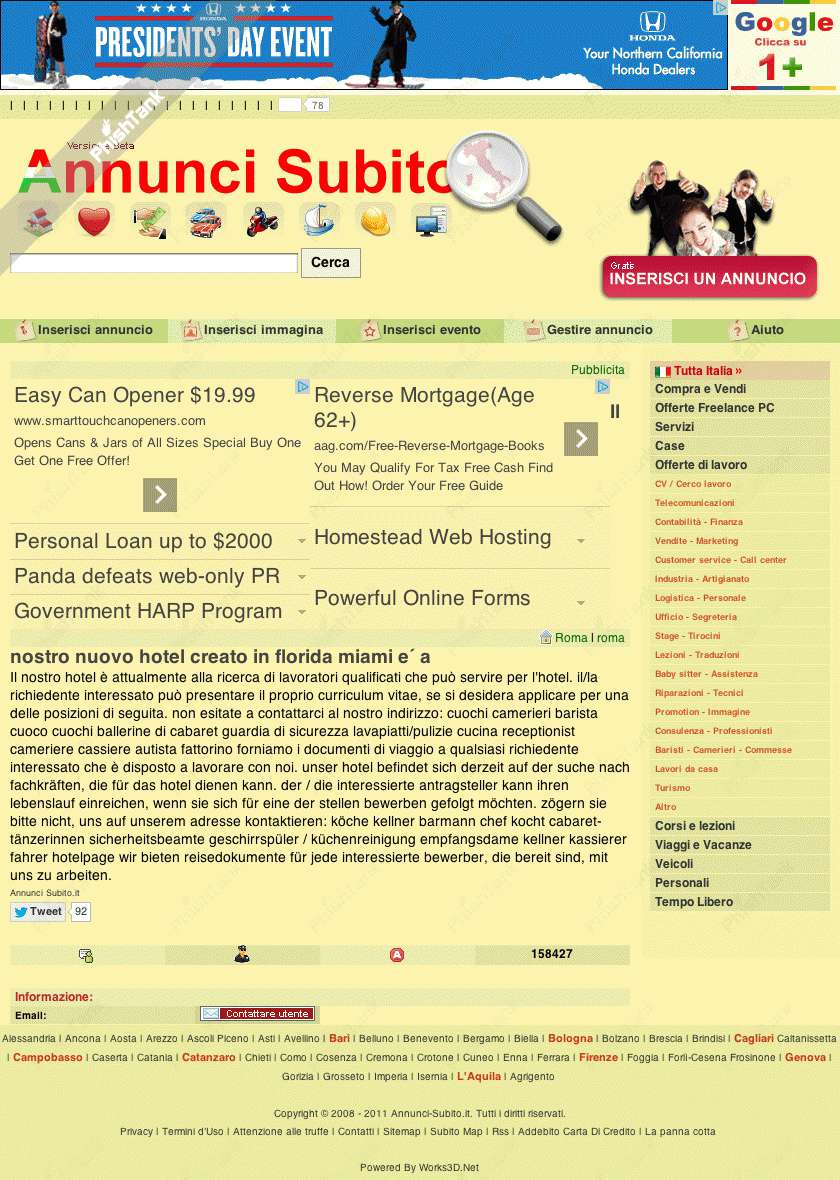 HONDA
PRESIDENTS' DAY EVENT
HONDA
Your Northern California
Honda Dealers
Google
Clicca su
1+
| | | | | | | | | | | | | | | | | | | | | 78
PhishTank
Versione Beta
Annunci Subito
Cerca
Gratis
INSERISCI UN ANNUNCIO
Inserisci annuncio
Inserisci immagina
Inserisci evento
Gestire annuncio
Aiuto
Pubblicita
Easy Can Opener $19.99
www.smarttouchcanopeners.com
Opens Cans & Jars of All Sizes Special Buy One
Get One Free Offer!
Personal Loan up to $2000
Panda defeats web-only PR
Government HARP Program
Reverse Mortgage(Age
62+)
aag.com/Free-Reverse-Mortgage-Books
You May Qualify For Tax Free Cash Find
Out How! Order Your Free Guide
Homestead Web Hosting
Powerful Online Forms
Roma | roma
nostro nuovo hotel creato in florida miami e´ a
Il nostro hotel è attualmente alla ricerca di lavoratori qualificati che può servire per l'hotel. il/la
richiedente interessato può presentare il proprio curriculum vitae, se si desidera applicare per una
delle posizioni di seguita. non esitate a contattarci al nostro indirizzo: cuochi camerieri barista
cuoco cuochi ballerine di cabaret guardia di sicurezza lavapiatti/pulizie cucina receptionist
cameriere cassiere autista fattorino forniamo i documenti di viaggio a qualsiasi richiedente
interessato che è disposto a lavorare con noi. unser hotel befindet sich derzeit auf der suche nach
fachkräften, die für das hotel dienen kann. der / die interessierte antragsteller kann ihren
lebenslauf einreichen, wenn sie sich für eine der stellen bewerben gefolgt möchten. zögern sie
bitte nicht, uns auf unserem adresse kontaktieren: köche kellner barmann chef kocht cabaret-
tänzerinnen sicherheitsbeamte geschirrspüler / küchenreinigung empfangsdame kellner kassierer
fahrer hotelpage wir bieten reisedokumente für jede interessierte bewerber, die bereit sind, mit
uns zu arbeiten.
Annunci Subito.it
Tweet 92
158427
Informazione:
Email: Contattare utente
Tutta Italia »
Compra e Vendi
Offerte Freelance PC
Servizi
Case
Offerte di lavoro
CV / Cerco lavoro
Telecomunicazioni
Contabilità - Finanza
Vendite - Marketing
Customer service - Call center
Industria - Artigianato
Logistica - Personale
Ufficio - Segreteria
Stage - Tirocini
Lezioni - Traduzioni
Baby sitter - Assistenza
Riparazioni - Tecnici
Promotion - Immagine
Consulenza - Professionisti
Baristi - Camerieri - Commesse
Lavori da casa
Turismo
Altro
Corsi e lezioni
Viaggi e Vacanze
Veicoli
Personali
Tempo Libero
Alessandria | Ancona | Aosta | Arezzo | Ascoli Piceno | Asti | Avellino | Bari | Belluno | Benevento | Bergamo | Biella | Bologna | Bolzano | Brescia | Brindisi | Cagliari Caltanissetta
| Campobasso | Caserta | Catania | Catanzaro | Chieti | Como | Cosenza | Cremona | Crotone | Cuneo | Enna | Ferrara | Firenze | Foggia | Forlì-Cesena Frosinone | Genova |
Gorizia | Grosseto | Imperia | Isernia | L'Aquila | Agrigento
Copyright © 2008 - 2011 Annunci-Subito.it. Tutti i diritti riservati.
Privacy | Termini d'Uso | Attenzione alle truffe | Contatti | Sitemap | Subito Map | Rss | Addebito Carta Di Credito | La panna cotta
Powered By Works3D.Net